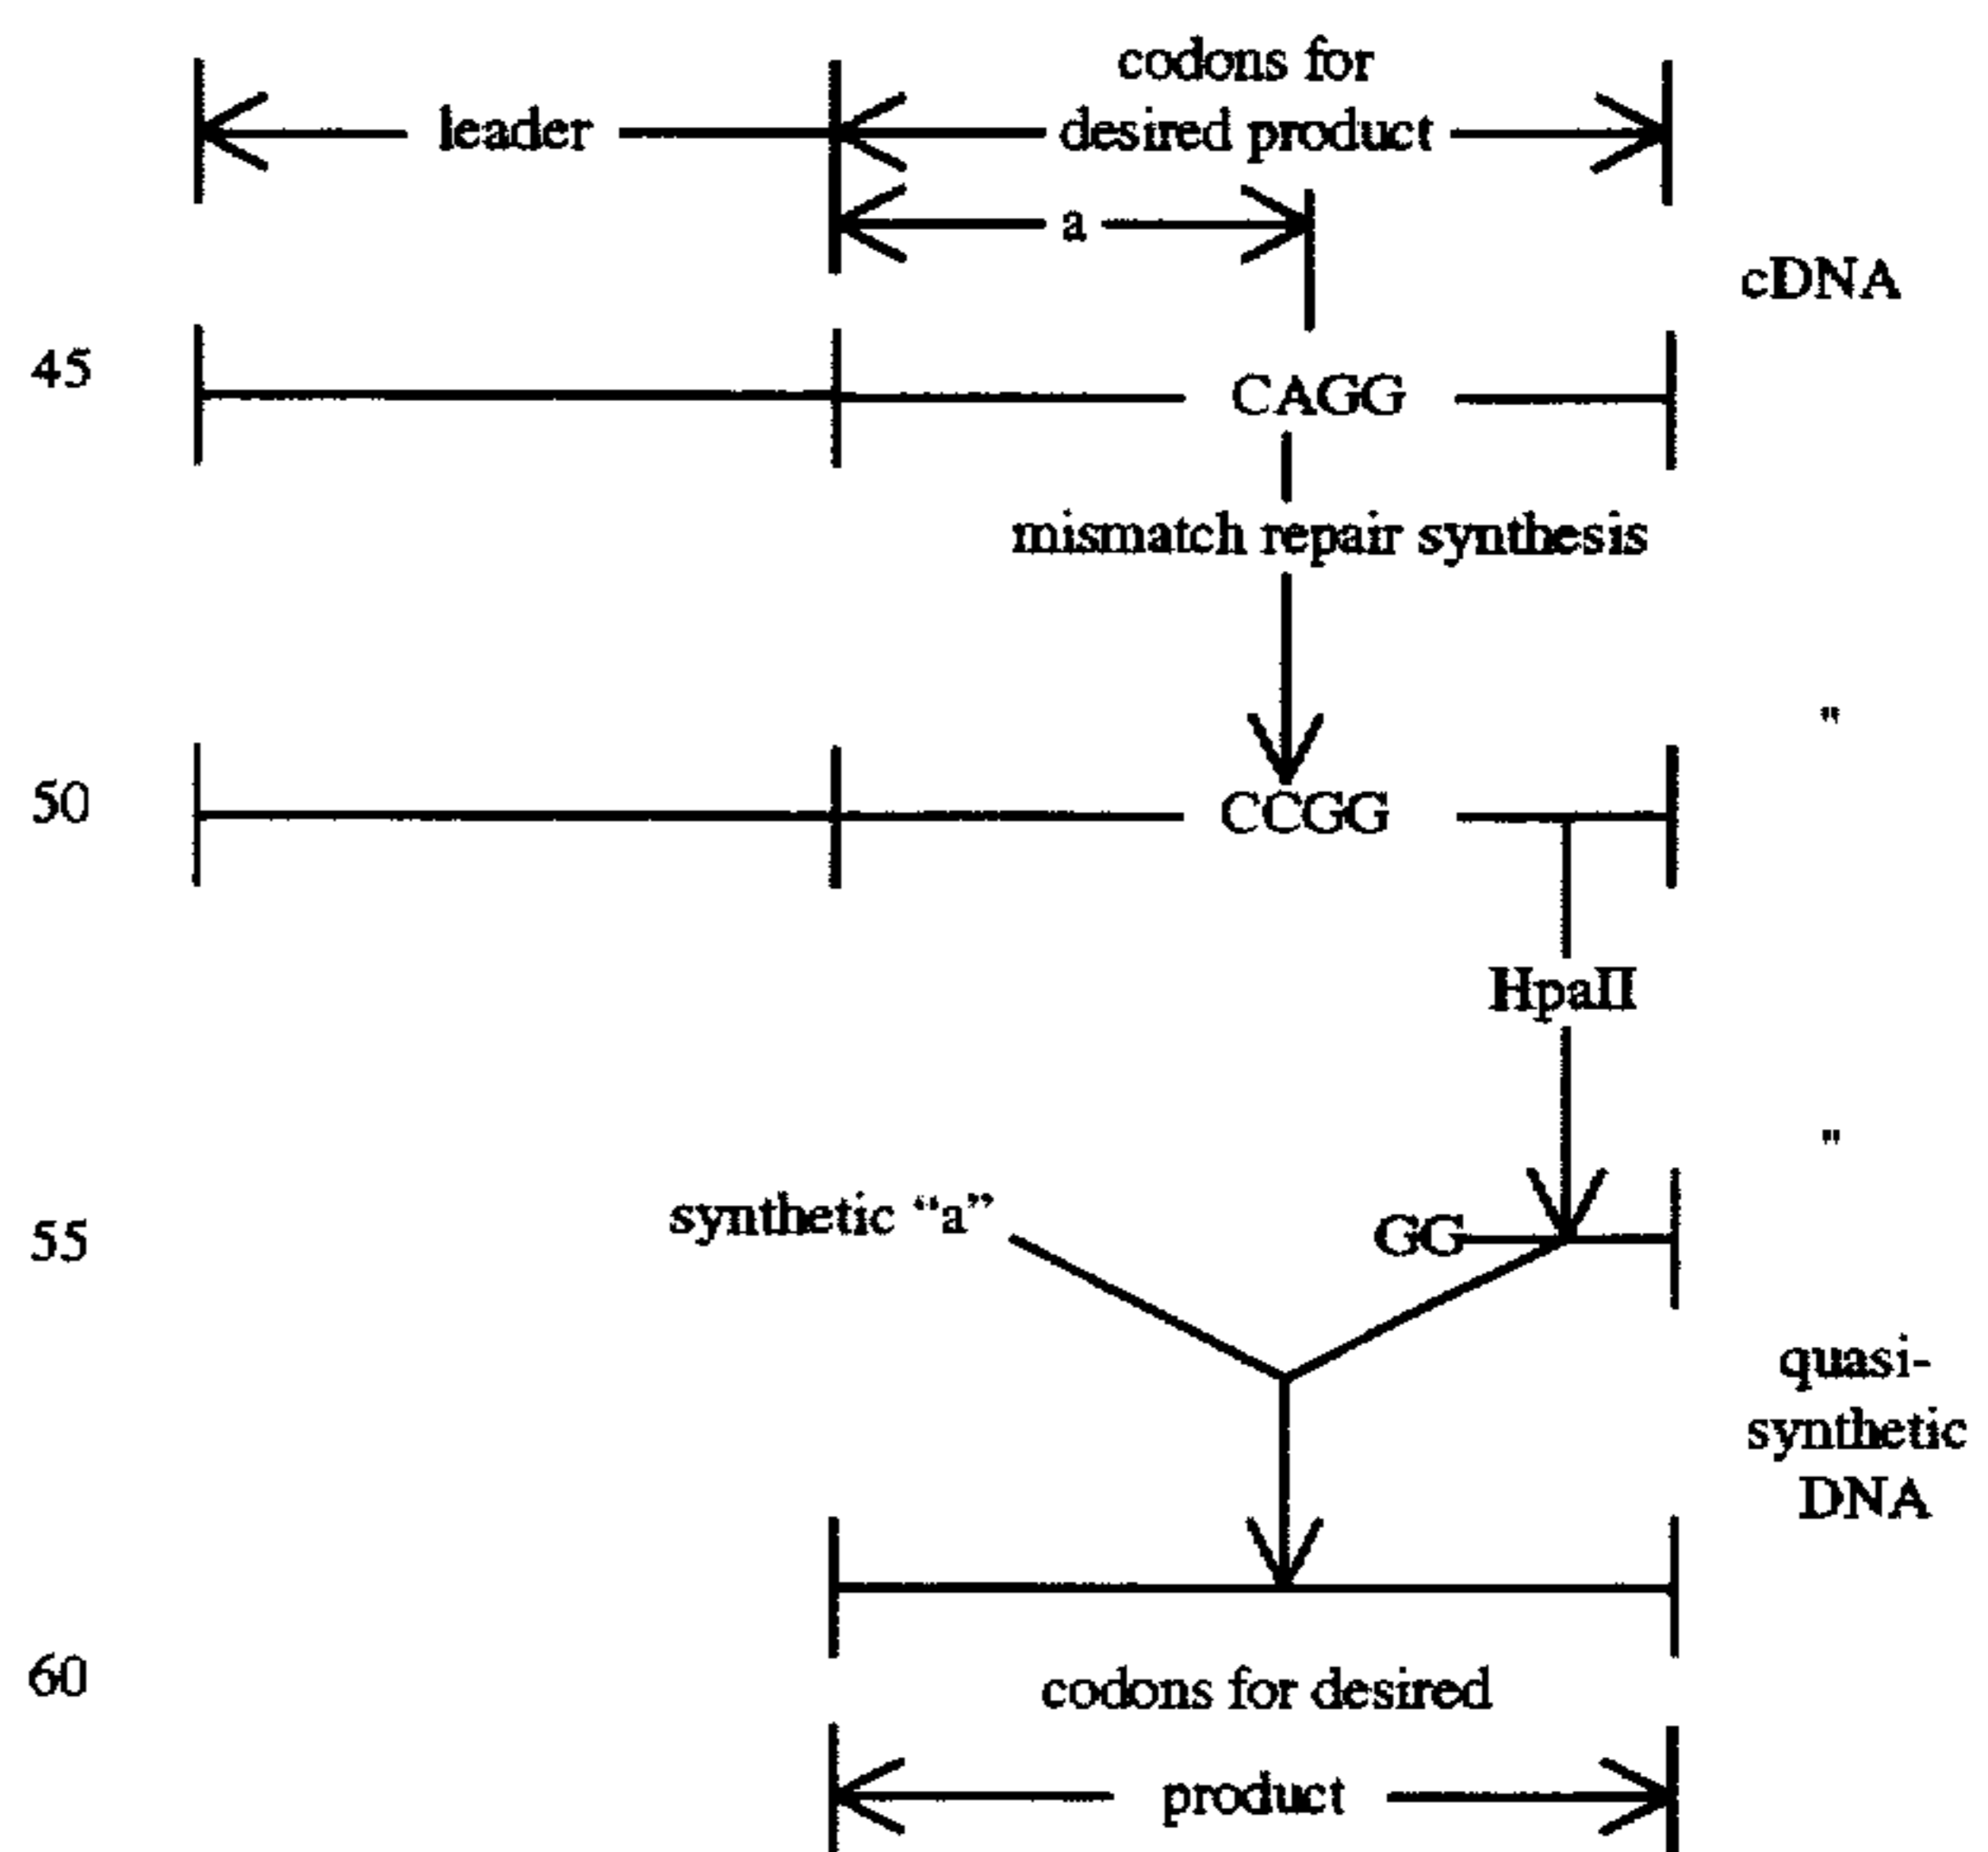 codons for
leader desired product
a
cDNA
45 CAGG
mismatch repair synthesis
"
50 CCGG
HpaII
"
synthetic “a” GG
55
quasi-
synthetic
DNA
60 codons for desired
product